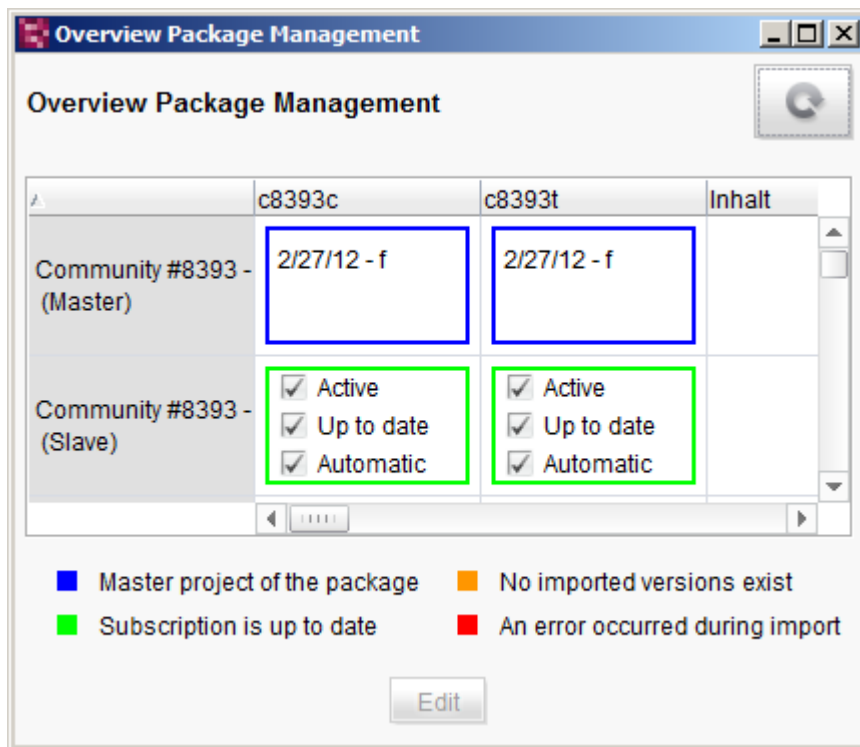 Overview Package Management
Overview Package Management
c8393c c8393t Inhalt
Community #8393 -
(Master)
2/27/12 - f
2/27/12 - f
Community #8393 -
(Slave)
Active
Up to date
Automatic
Active
Up to date
Automatic
Master project of the package
No imported versions exist
Subscription is up to date
An error occurred during import
Edit